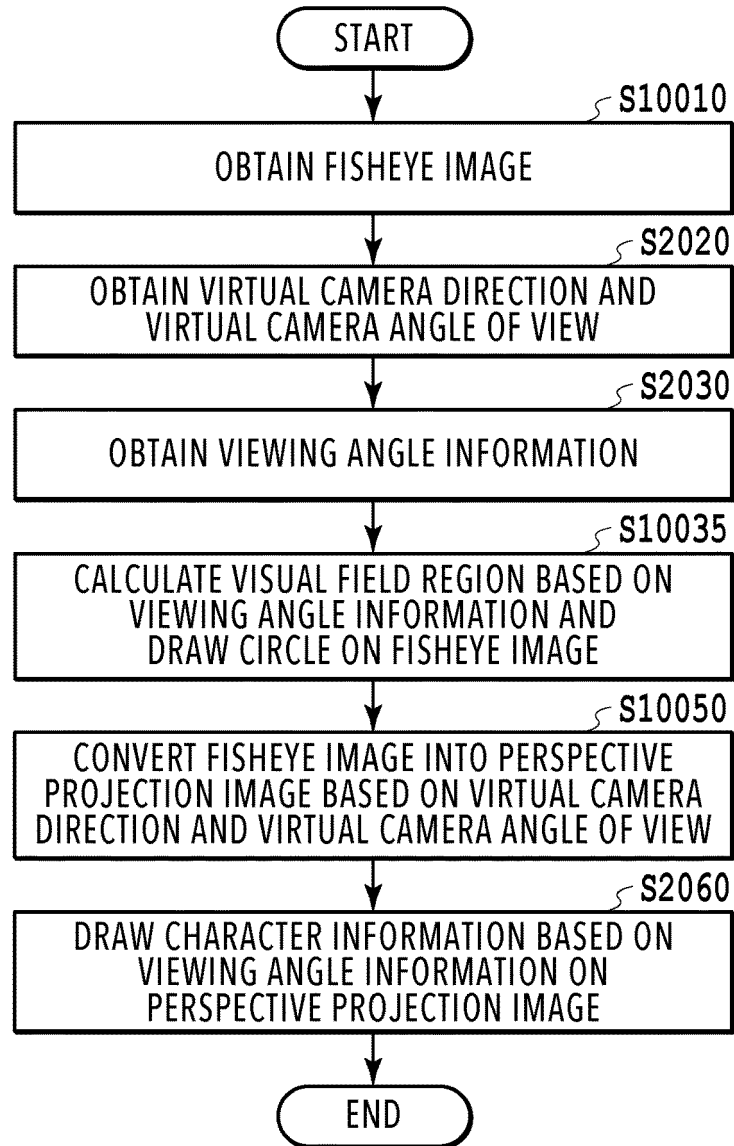 START
S10010
OBTAIN FISHEYE IMAGE
S2020
OBTAIN VIRTUAL CAMERA DIRECTION AND
VIRTUAL CAMERA ANGLE OF VIEW
S2030
OBTAIN VIEWING ANGLE INFORMATION
S10035
CALCULATE VISUAL FIELD REGION BASED ON
VIEWING ANGLE INFORMATION AND
DRAW CIRCLE ON FISHEYE IMAGE
S10050
CONVERT FISHEYE IMAGE INTO PERSPECTIVE
PROJECTION IMAGE BASED ON VIRTUAL CAMERA
DIRECTION AND VIRTUAL CAMERA ANGLE OF VIEW
S2060
DRAW CHARACTER INFORMATION BASED ON
VIEWING ANGLE INFORMATION ON
PERSPECTIVE PROJECTION IMAGE
END